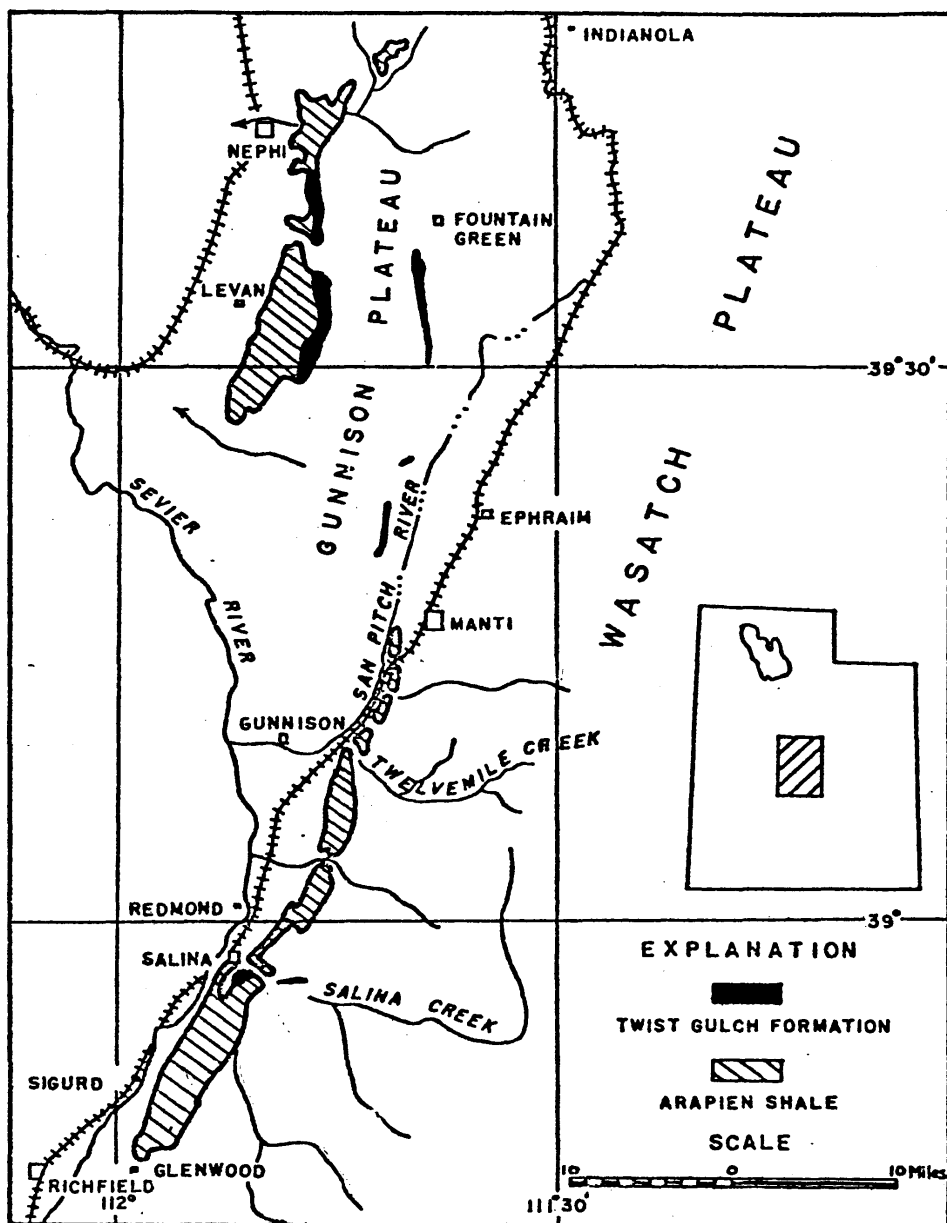 INDIANOLA
NEPHI
FOUNTAIN
GREEN
LEVAN
GUNNISON PLATEAU
WASATCH PLATEAU
39° 30'
SEVIER
RIVER
EPHRAIM
SAN PITCH RIVER
MANTI
GUNNISON
TWELVEMILE CREEK
REDMOND
39°
SALINA
SALINA CREEK
SIGURD
GLENWOOD
RICHFIELD
112°
111° 30'
EXPLANATION
TWIST GULCH FORMATION
ARAPIEN SHALE
SCALE
10 0 10 Miles